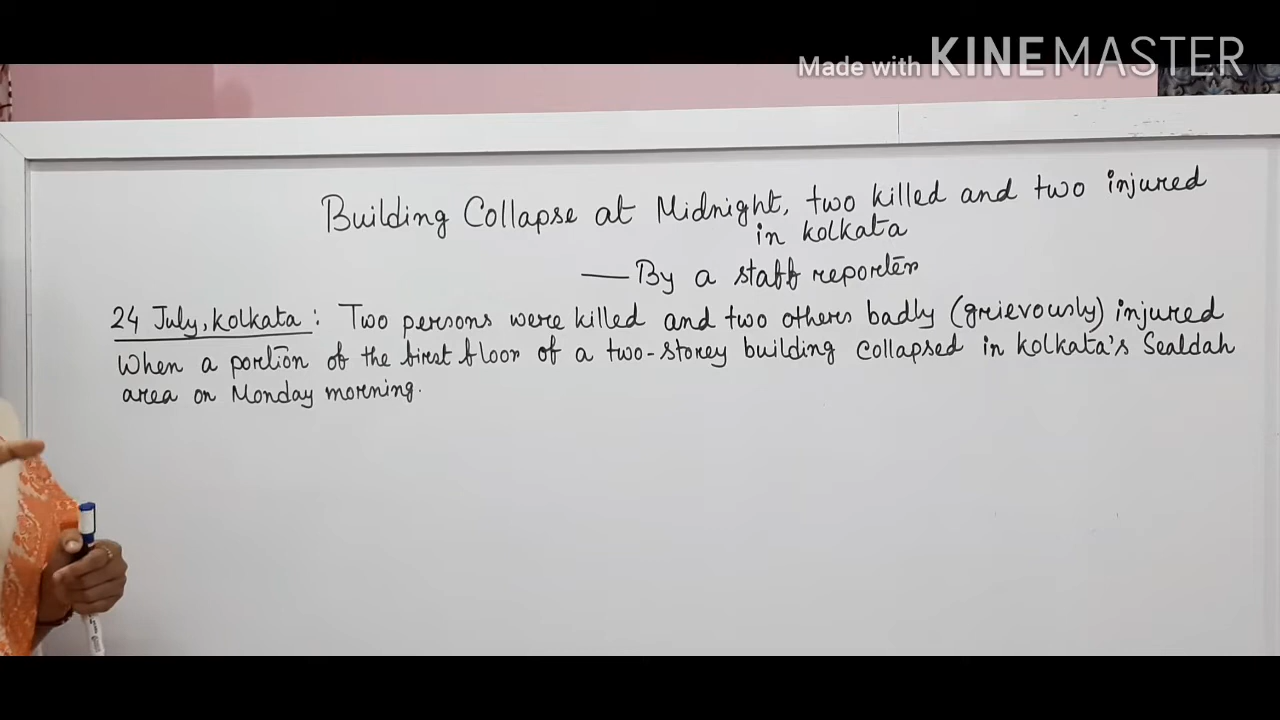 Made with KINEMASTER
Building Collapse at Midnight, two killed and two injured
in kolkata
— By a staff reporter
24 July, Kolkata : Two persons were killed and two others badly (grievously) injured
When a portion of the first floor of a two-storey building collapsed in Kolkata's Sealdah
area on Monday morning.